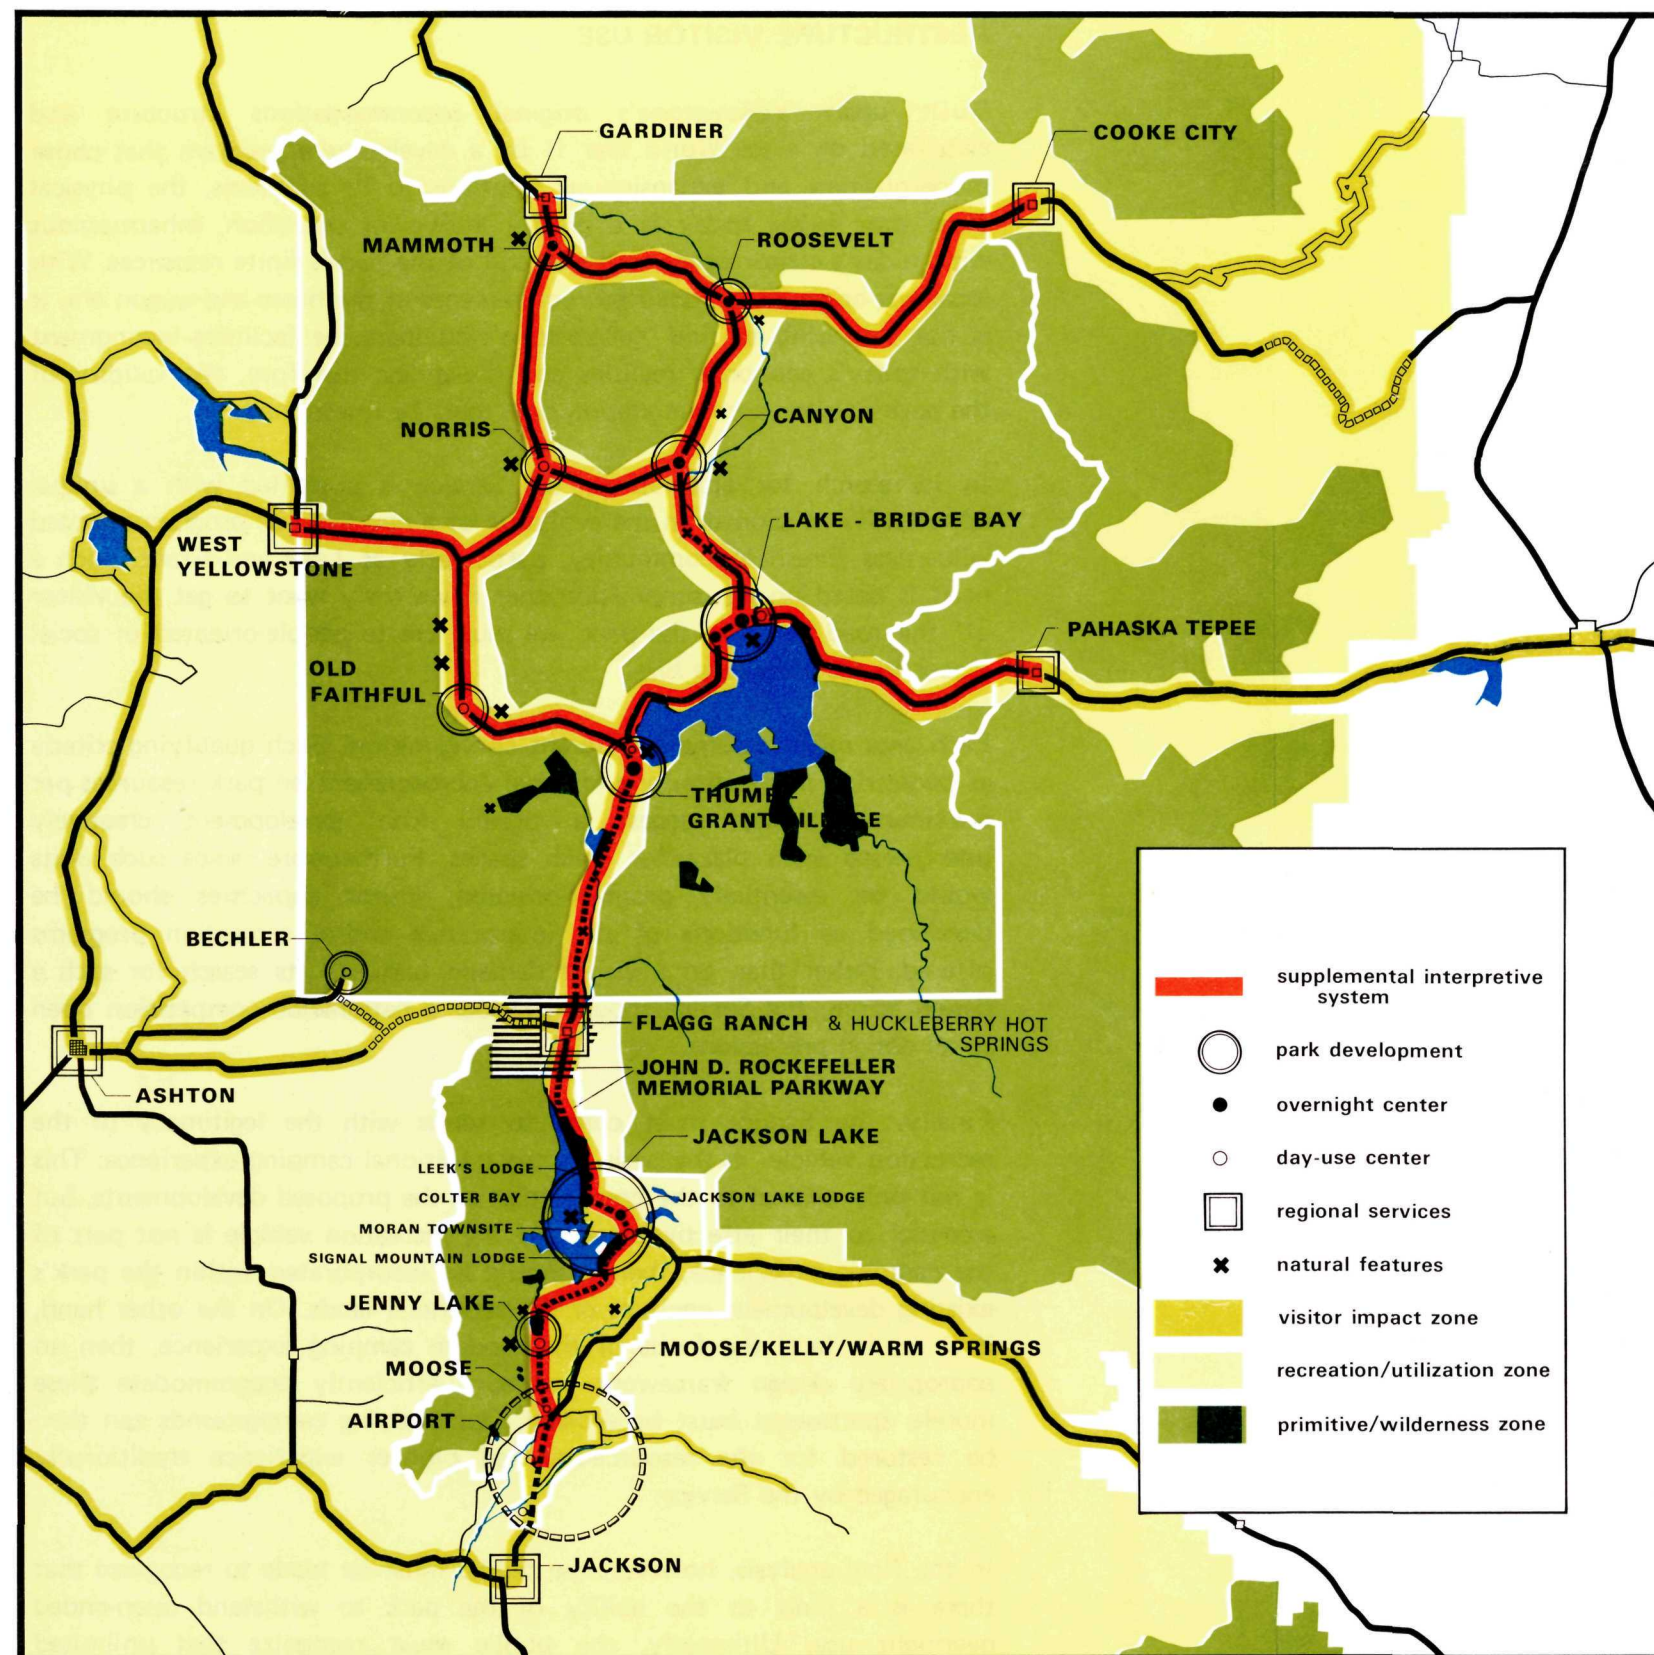 GARDINER
COOKE CITY
MAMMOTH
ROOSEVELT
NORRIS
CANYON
LAKE - BRIDGE BAY
WEST
YELLOWSTONE
PAHASKA TEPEE
OLD
FAITHFUL
THUMB -
GRANT VILLAGE
BECHLER
FLAGG RANCH & HUCKLEBERRY HOT
SPRINGS
JOHN D. ROCKEFELLER
MEMORIAL PARKWAY
ASHTON
JACKSON LAKE
LEEK'S LODGE
COLTER BAY
JACKSON LAKE LODGE
MORAN TOWNSITE
SIGNAL MOUNTAIN LODGE
JENNY LAKE
MOOSE/KELLY/WARM SPRINGS
MOOSE
AIRPORT
JACKSON
supplemental interpretive
system
park development
overnight center
day-use center
regional services
natural features
visitor impact zone
recreation/utilization zone
primitive/wilderness zone